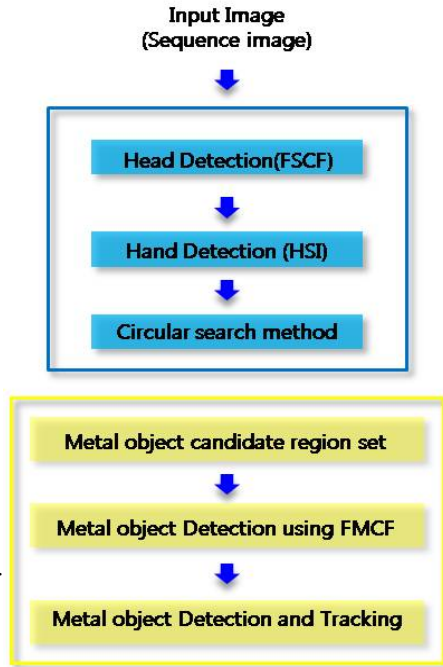 Input Image
(Sequence image)
Head Detection(FSCF)
Hand Detection (HSI)
Circular search method
Metal object candidate region set
Metal object Detection using FMCF
Metal object Detection and Tracking